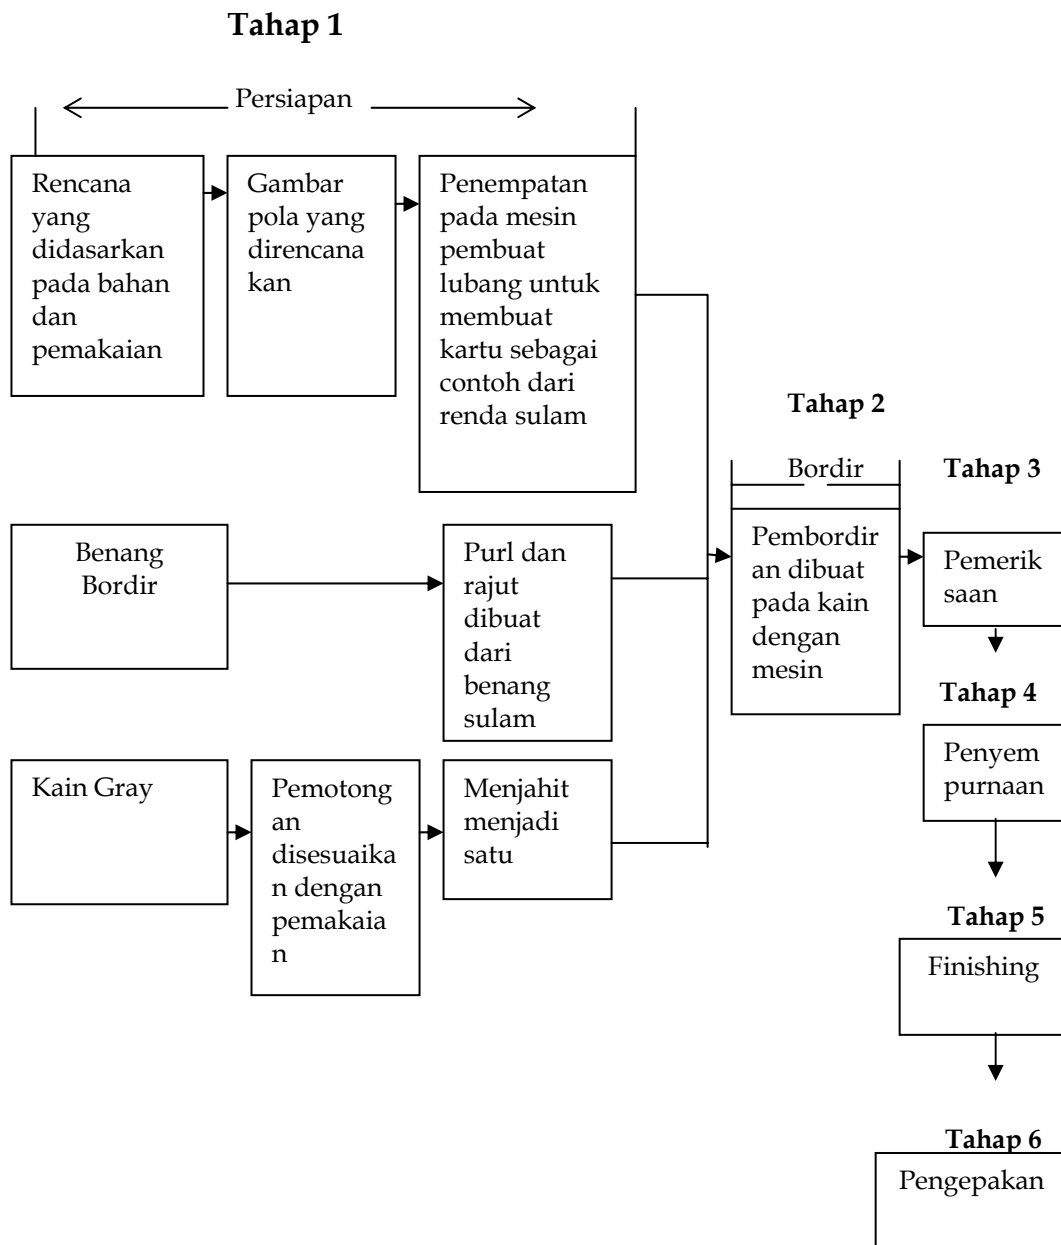 Tahap 1
Persiapan
Rencana
yang
didasarkan
pada bahan
dan
pemakaian
Gambar
pola yang
direncana
kan
Penempatan
pada mesin
pembuat
lubang untuk
membuat
kartu sebagai
contoh dari
renda sulam
Benang
Bordir
Purl dan
rajut
dibuat
dari
benang
sulam
Kain Gray
Pemotong
an
disesuaika
n dengan
pemakaia
n
Menjahit
menjadi
satu
Tahap 2
Bordir
Pembordir
an dibuat
pada kain
dengan
mesin
Tahap 3
Pemerik
saan
Tahap 4
Penyem
purnaan
Tahap 5
Finishing
Tahap 6
Pengepakan